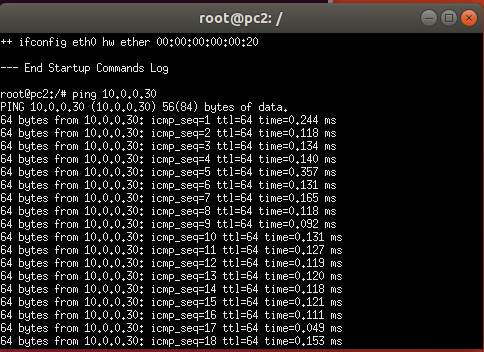 root@pc2: /
++ ifconfig eth0 hw ether 00:00:00:00:00:20
--- End Startup Commands Log
root@pc2:/# ping 10.0.0.30
PING 10.0.0.30 (10.0.0.30) 56(84) bytes of data.
64 bytes from 10.0.0.30: icmp_seq=1 ttl=64 time=0.244 ms
64 bytes from 10.0.0.30: icmp_seq=2 ttl=64 time=0.118 ms
64 bytes from 10.0.0.30: icmp_seq=3 ttl=64 time=0.134 ms
64 bytes from 10.0.0.30: icmp_seq=4 ttl=64 time=0.140 ms
64 bytes from 10.0.0.30: icmp_seq=5 ttl=64 time=0.357 ms
64 bytes from 10.0.0.30: icmp_seq=6 ttl=64 time=0.131 ms
64 bytes from 10.0.0.30: icmp_seq=7 ttl=64 time=0.165 ms
64 bytes from 10.0.0.30: icmp_seq=8 ttl=64 time=0.118 ms
64 bytes from 10.0.0.30: icmp_seq=9 ttl=64 time=0.092 ms
64 bytes from 10.0.0.30: icmp_seq=10 ttl=64 time=0.131 ms
64 bytes from 10.0.0.30: icmp_seq=11 ttl=64 time=0.127 ms
64 bytes from 10.0.0.30: icmp_seq=12 ttl=64 time=0.119 ms
64 bytes from 10.0.0.30: icmp_seq=13 ttl=64 time=0.120 ms
64 bytes from 10.0.0.30: icmp_seq=14 ttl=64 time=0.118 ms
64 bytes from 10.0.0.30: icmp_seq=15 ttl=64 time=0.121 ms
64 bytes from 10.0.0.30: icmp_seq=16 ttl=64 time=0.111 ms
64 bytes from 10.0.0.30: icmp_seq=17 ttl=64 time=0.049 ms
64 bytes from 10.0.0.30: icmp_seq=18 ttl=64 time=0.153 ms